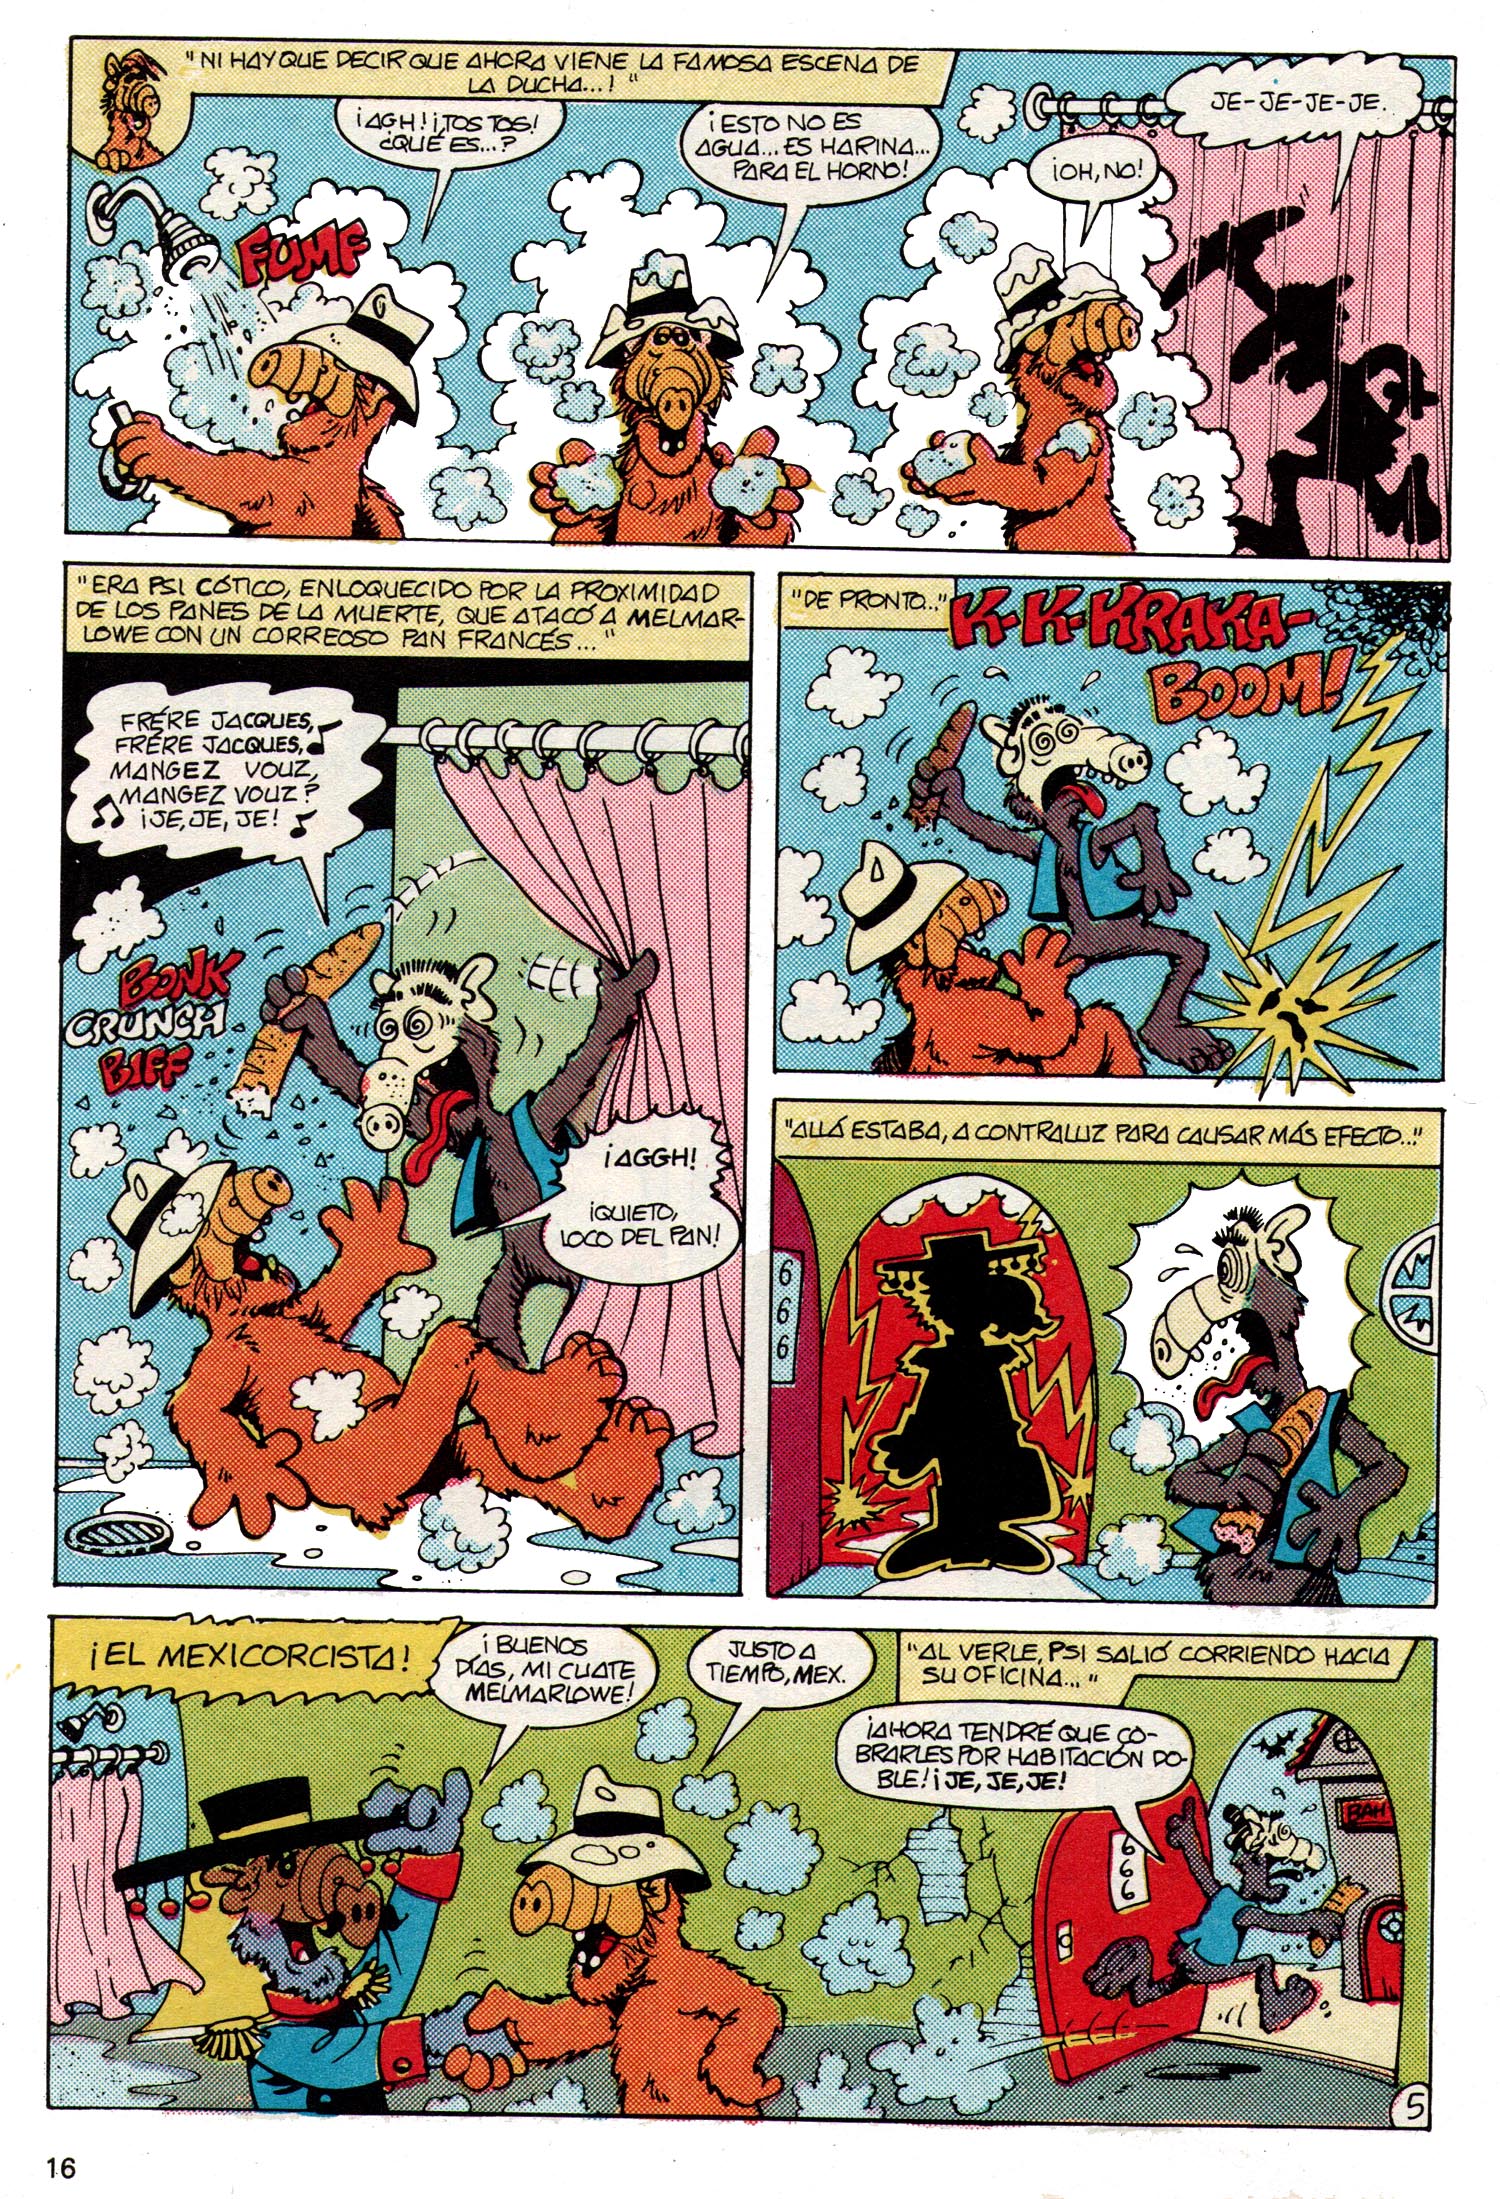 "NI HAY QUE DECIR QUE AHORA VIENE LA FAMOSA ESCENA DE
LA DUCHA...!"
¡AGH! ¡TOS TOS!
¿QUÉ ES...?
¡ESTO NO ES
AGUA... ES HARINA...
PARA EL HORNO!
¡OH, NO!
JE-JE-JE-JE.
FUMF
"ERA PSI CÓTICO, ENLOQUECIDO POR LA PROXIMIDAD
DE LOS PANES DE LA MUERTE, QUE ATACÓ A MELMAR-
LOWE CON UN CORREOSO PAN FRANCÉS..."
FRÉRE JACQUES,
FRÉRE JACQUES,
MANGEZ VOUZ,
MANGEZ VOUZ?
¡JE, JE, JE!
BONK
CRUNCH
BIFF
¡AGGH!
¡QUIETO,
LOCO DEL PAN!
"DE PRONTO..."
K-K-KRAKA-
BOOM!
"ALLÁ ESTABA, A CONTRALUZ PARA CAUSAR MÁS EFECTO..."
6
6
6
¡EL MEXICORCISTA!
¡BUENOS
DÍAS, MI CUATE
MELMARLOWE!
JUSTO A
TIEMPO, MEX.
"AL VERLE, PSI SALIÓ CORRIENDO HACIA
SU OFICINA..."
¡AHORA TENDRÉ QUE CO-
BRARLES POR HABITACIÓN DO-
BLE! ¡JE, JE, JE!
6
6
6
BAH
5
16